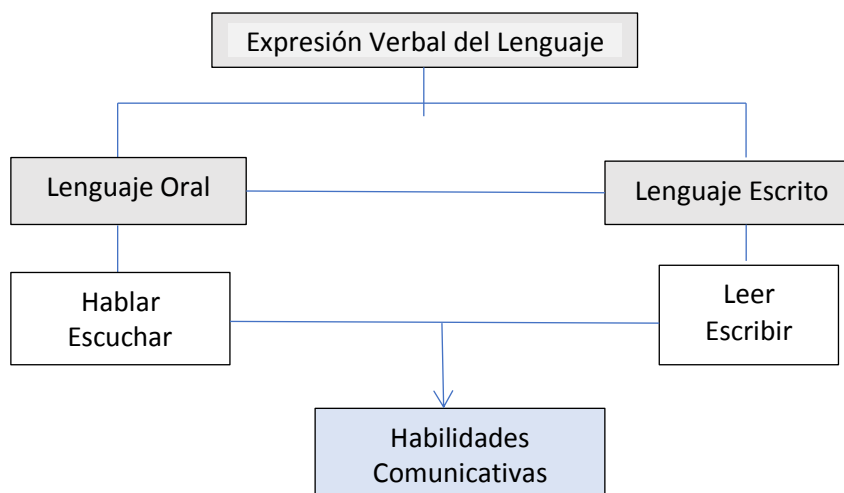 Expresión Verbal del Lenguaje
Lenguaje Oral
Lenguaje Escrito
Hablar
Escuchar
Leer
Escribir
Habilidades
Comunicativas